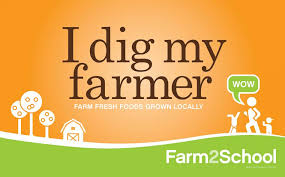 I dig my
farmer
FARM FRESH FOODS GROWN LOCALLY
WOW
Farm2School